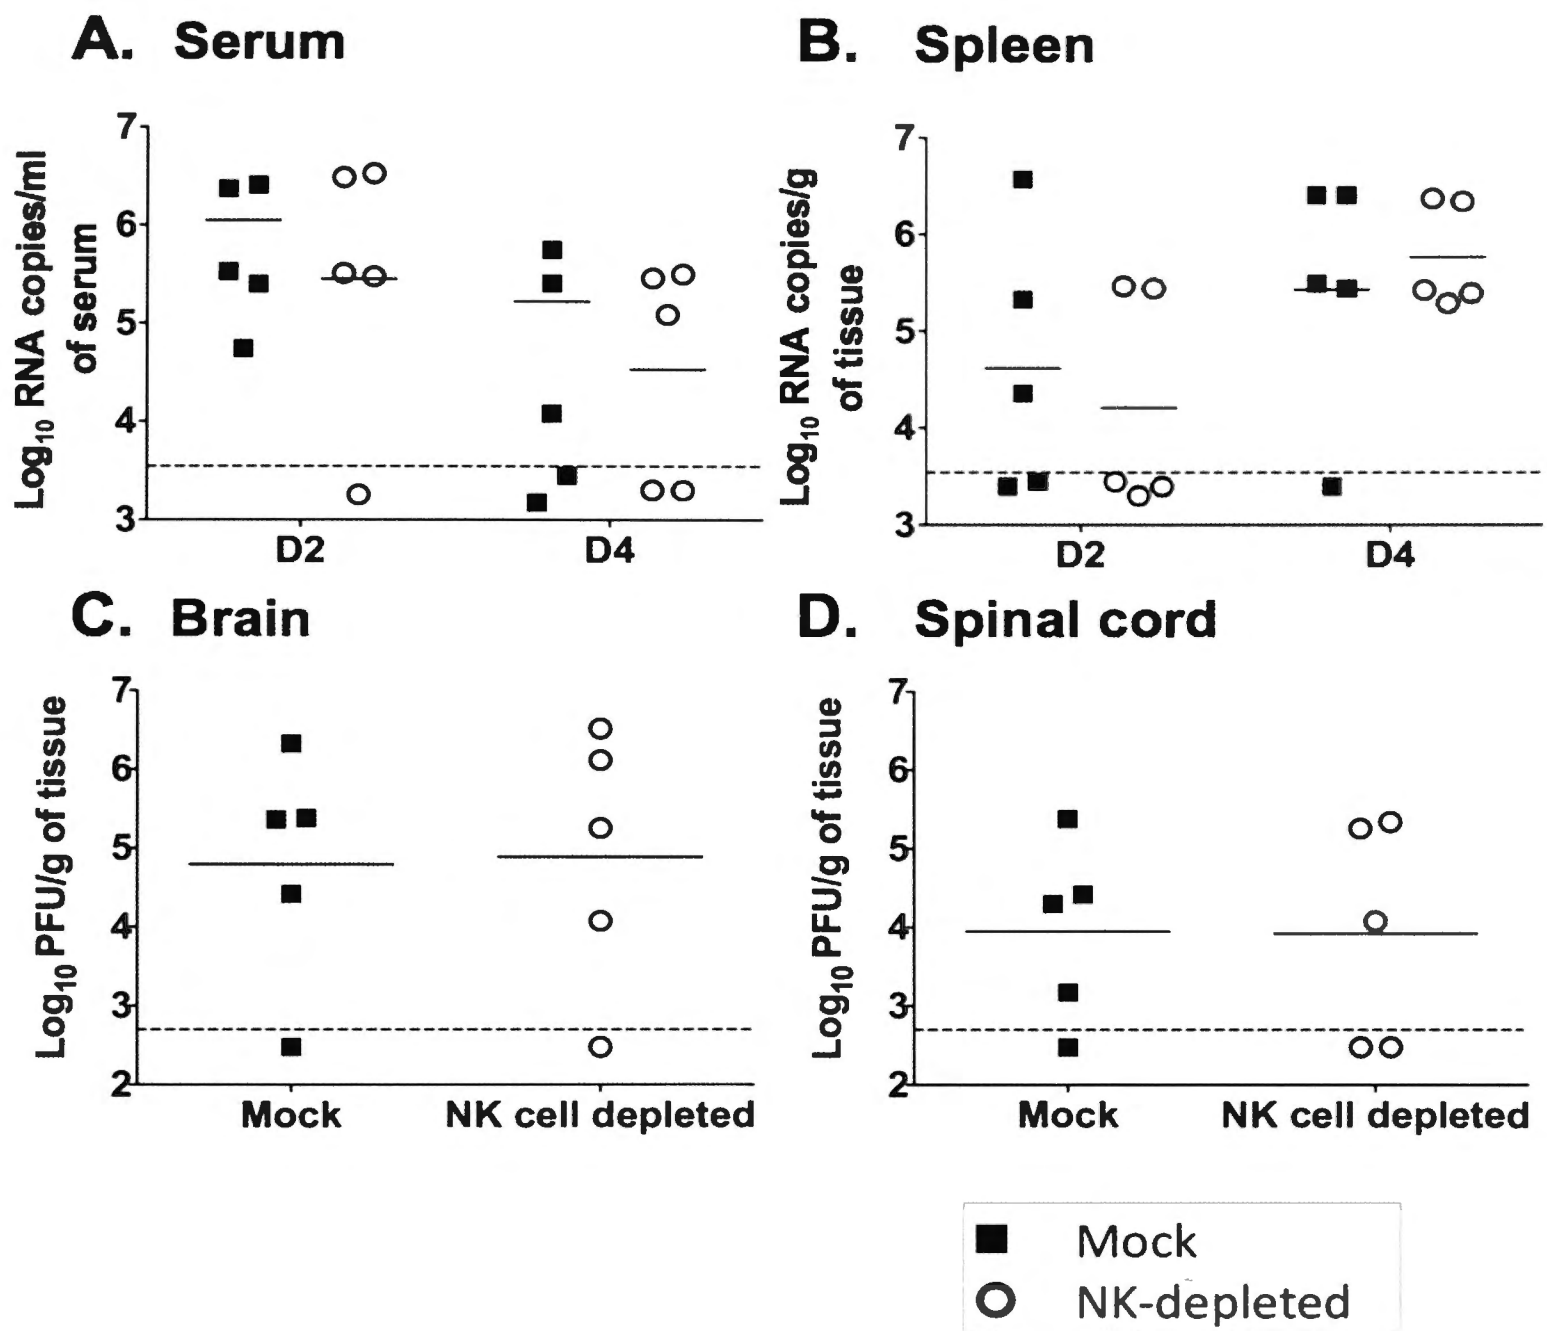 A. Serum
Log10 RNA copies/ml
of serum
7
6
5
4
3
D2
D4
B. Spleen
Log10 RNA copies/g
of tissue
7
6
5
4
3
D2
D4
C. Brain
Log10 PFU/g of tissue
7
6
5
4
3
2
Mock
NK cell depleted
D. Spinal cord
Log10 PFU/g of tissue
7
6
5
4
3
2
Mock
NK cell depleted
Mock
NK-depleted